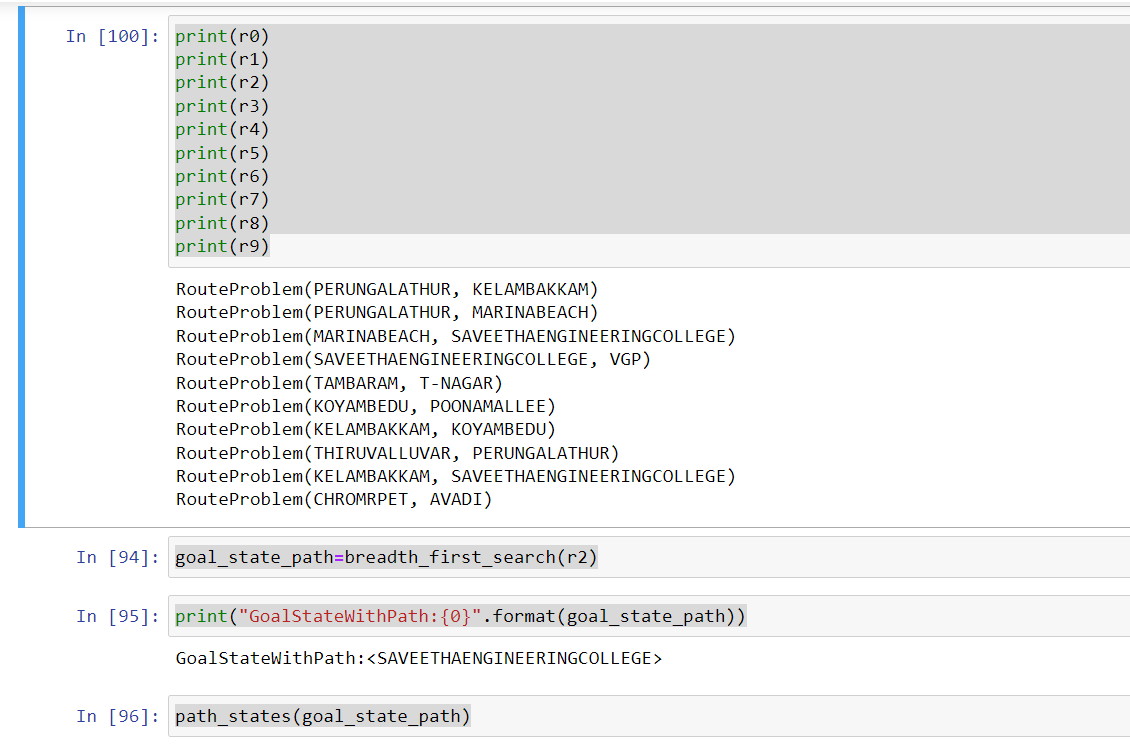 In [100]:
print(r0)
print(r1)
print(r2)
print(r3)
print(r4)
print(r5)
print(r6)
print(r7)
print(r8)
print(r9)
RouteProblem(PERUNGALATHUR, KELAMBAKKAM)
RouteProblem(PERUNGALATHUR, MARINABEACH)
RouteProblem(MARINABEACH, SAVEETHAENGINEERINGCOLLEGE)
RouteProblem(SAVEETHAENGINEERINGCOLLEGE, VGP)
RouteProblem(TAMBARAM, T-NAGAR)
RouteProblem(KOYAMBEDU, POONAMALLEE)
RouteProblem(KELAMBAKKAM, KOYAMBEDU)
RouteProblem(THIRUVALLUVAR, PERUNGALATHUR)
RouteProblem(KELAMBAKKAM, SAVEETHAENGINEERINGCOLLEGE)
RouteProblem(CHROMRPET, AVADI)
In [94]: goal_state_path=breadth_first_search(r2)
In [95]: print("GoalStateWithPath:{0}".format(goal_state_path))
GoalStateWithPath:<SAVEETHAENGINEERINGCOLLEGE>
In [96]: path_states(goal_state_path)